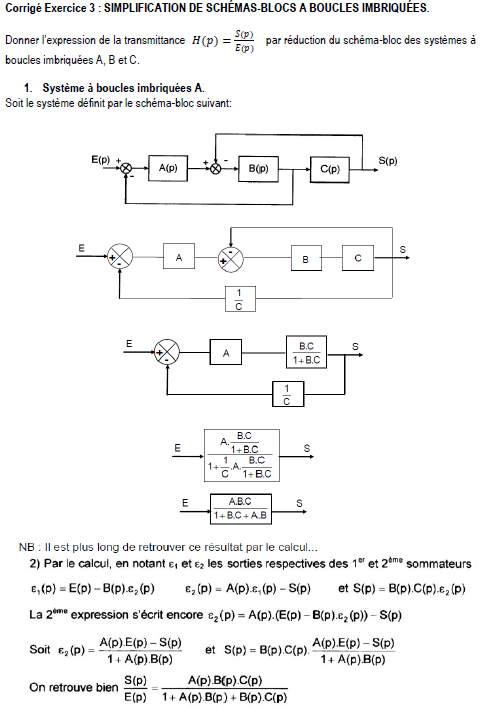 Corrigé Exercice 3 : SIMPLIFICATION DE SCHÉMAS-BLOCS A BOUCLES IMBRIQUÉES.
Donner l'expression de la transmittance H(p) = S(p)/E(p) par réduction du schéma-bloc des systèmes à
boucles imbriquées A, B et C.
1. Système à boucles imbriquées A.
Soit le système définit par le schéma-bloc suivant:
E(p) + - A(p) + - B(p) C(p) S(p)
E + - A + - B C S
1/C
E + - A B.C/(1+B.C) S
1/C
E (A.B.C/(1+B.C))/(1+1/C.A.B.C/(1+B.C)) S
E A.B.C/(1+B.C+A.B) S
NB : Il est plus long de retrouver ce résultat par le calcul...
2) Par le calcul, en notant ε₁ et ε₂ les sorties respectives des 1er et 2ème sommateurs
ε₁(p) = E(p) – B(p).ε₂(p) ε₂(p) = A(p).ε₁(p) – S(p) et S(p) = B(p).C(p).ε₂(p)
La 2ème expression s'écrit encore ε₂(p) = A(p).(E(p) – B(p).ε₂(p)) – S(p)
Soit ε₂(p) = (A(p).E(p) – S(p))/(1 + A(p).B(p)) et S(p) = B(p).C(p).(A(p).E(p) – S(p))/(1 + A(p).B(p))
On retrouve bien S(p)/E(p) = A(p).B(p).C(p)/(1 + A(p).B(p) + B(p).C(p))